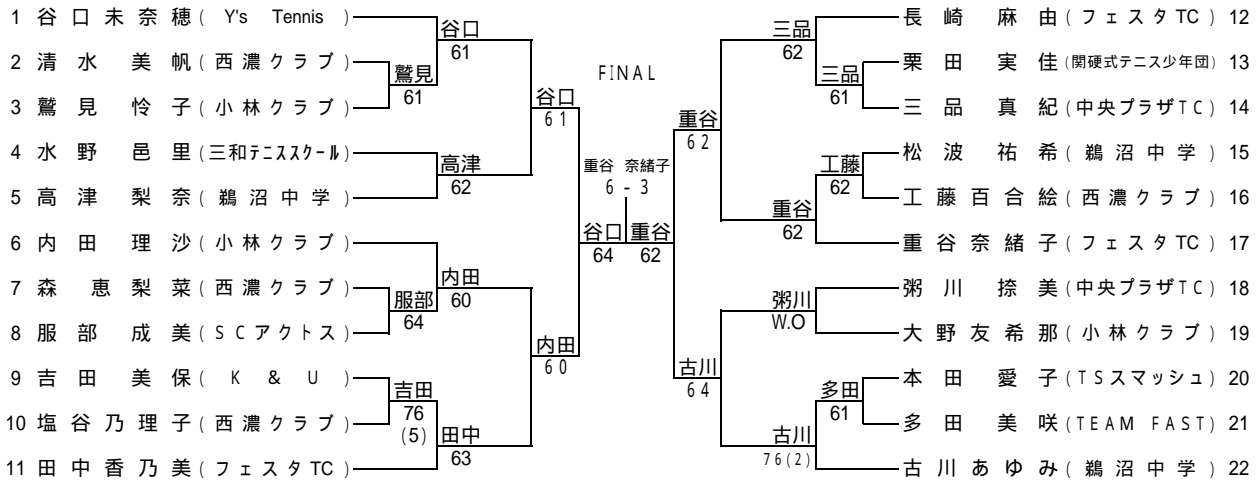 1 谷口未奈穂( Y's Tennis )
2 清水美帆(西濃クラブ)
3 鷲見怜子(小林クラブ)
4 水野邑里(三和テニススクール)
5 高津梨奈(鵜沼中学)
6 内田理沙(小林クラブ)
7 森恵梨菜(西濃クラブ)
8 服部成美(SCアクトス)
9 吉田美保( K & U )
10 塩谷乃理子(西濃クラブ)
11 田中香乃美(フェスタTC)
谷口
61
鷲見
61
谷口
61
高津
62
内田
60
服部
64
内田
60
吉田
76
(5)
田中
63
FINAL
重谷 奈緒子
6 - 3
谷口
64
重谷
62
三品
62
三品
61
重谷
62
工藤
62
重谷
62
粥川
W.O
古川
64
多田
61
古川
76(2)
長崎麻由(フェスタTC) 12
栗田実佳(関硬式テニス少年団) 13
三品真紀(中央プラザTC) 14
松波祐希(鵜沼中学) 15
工藤百合絵(西濃クラブ) 16
重谷奈緒子(フェスタTC) 17
粥川捺美(中央プラザTC) 18
大野友希那(小林クラブ) 19
本田愛子(TSスマッシュ) 20
多田美咲(TEAM FAST) 21
古川あゆみ(鵜沼中学) 22